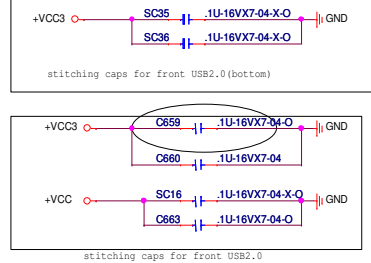 SC35 .1U-16VX7-04-X-O
+VCC3 GND
SC36 .1U-16VX7-04-X-O
stitching caps for front USB2.0(bottom)
C659 .1U-16VX7-04-O
+VCC3 GND
C660 .1U-16VX7-04
SC16 .1U-16VX7-04-X-O
+VCC GND
C663 .1U-16VX7-04-O
stitching caps for front USB2.0